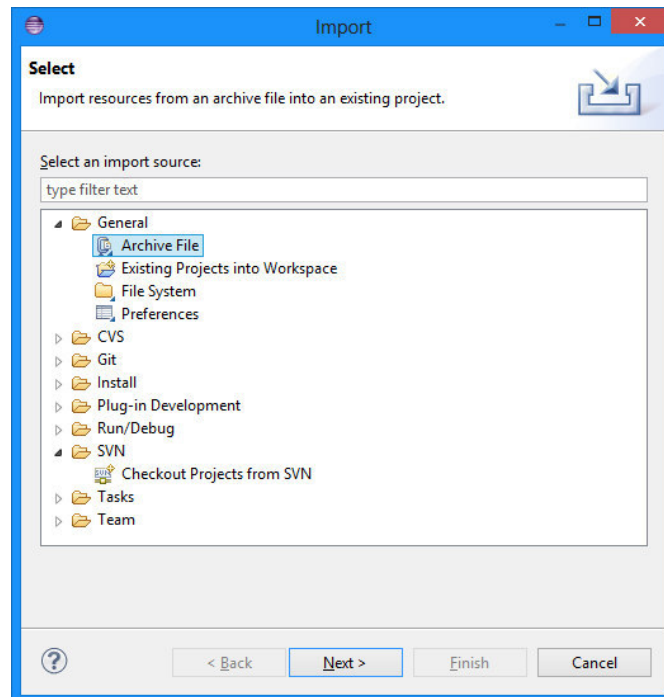 Import
Select
Import resources from an archive file into an existing project.
Select an import source:
type filter text
General
Archive File
Existing Projects into Workspace
File System
Preferences
CVS
Git
Install
Plug-in Development
Run/Debug
SVN
Checkout Projects from SVN
Tasks
Team
< Back Next > Finish Cancel